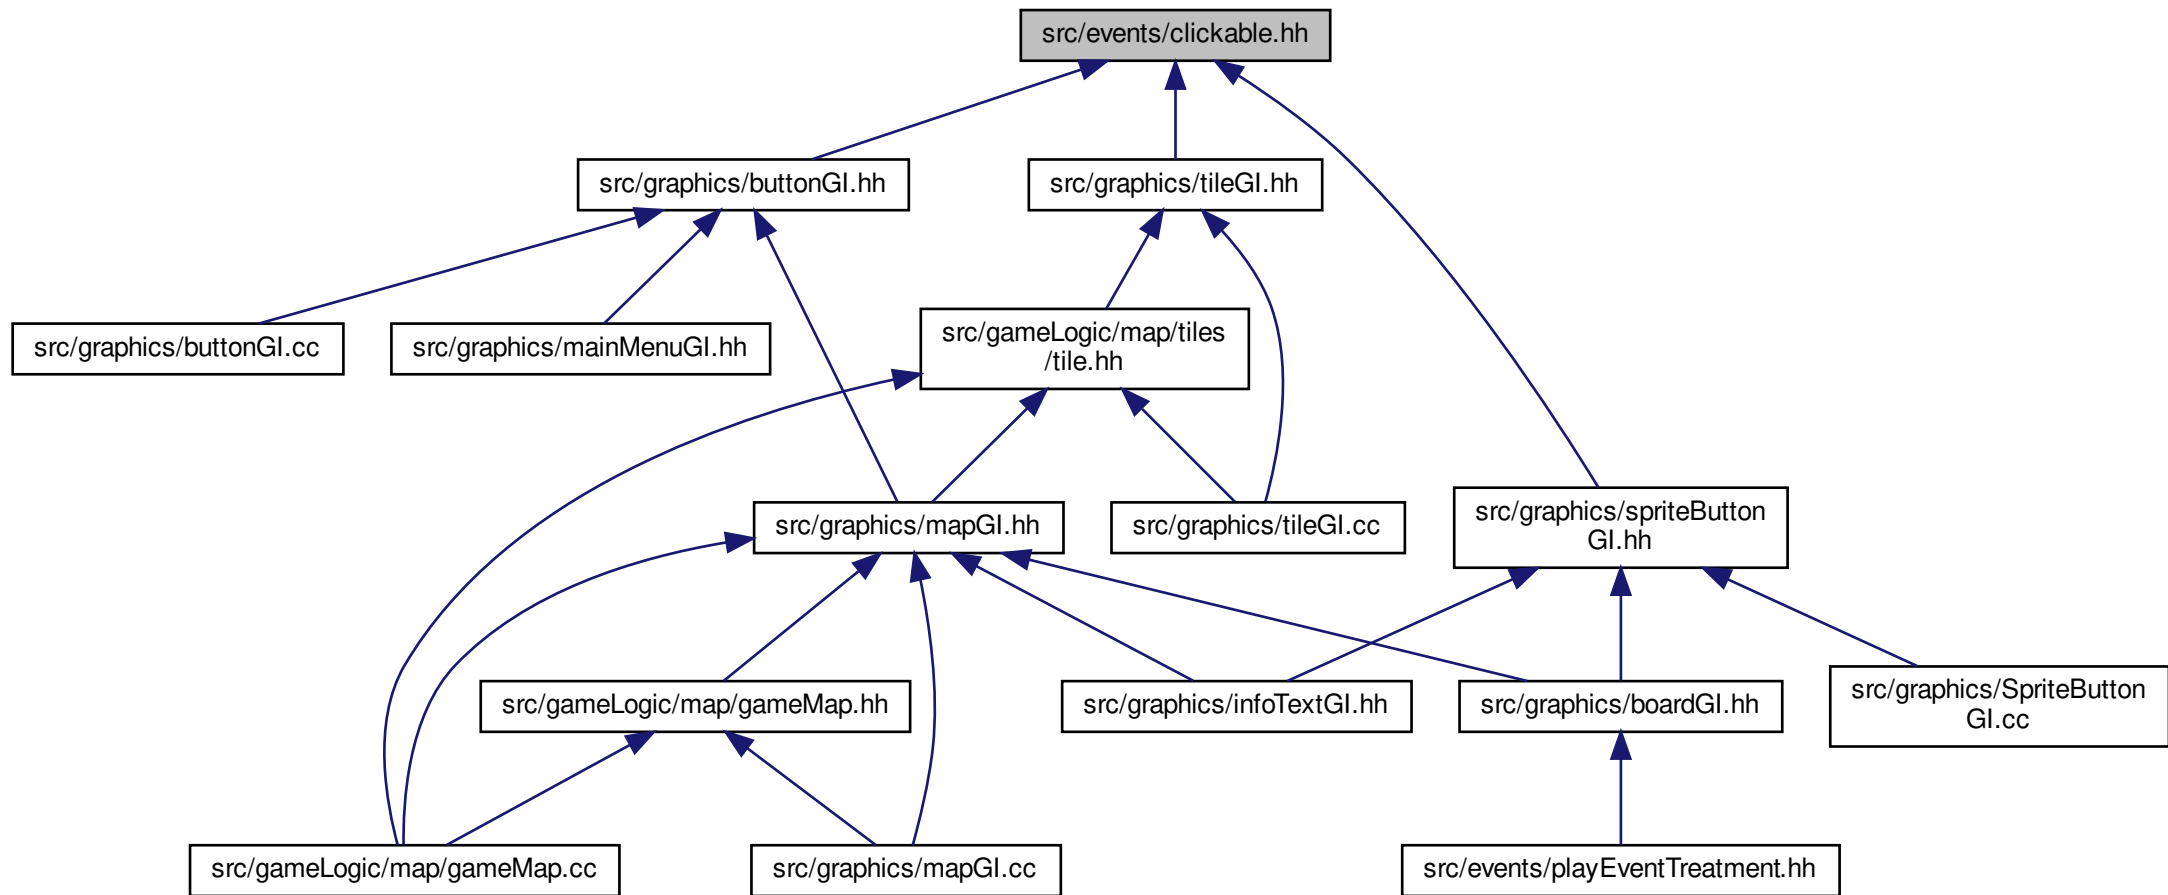 src/events/clickable.hh
src/graphics/buttonGI.hh
src/graphics/tileGI.hh
src/graphics/buttonGI.cc
src/graphics/mainMenuGI.hh
src/gameLogic/map/tiles
/tile.hh
src/graphics/mapGI.hh
src/graphics/tileGI.cc
src/graphics/spriteButton
GI.hh
src/gameLogic/map/gameMap.hh
src/graphics/infoTextGI.hh
src/graphics/boardGI.hh
src/graphics/SpriteButton
GI.cc
src/gameLogic/map/gameMap.cc
src/graphics/mapGI.cc
src/events/playEventTreatment.hh